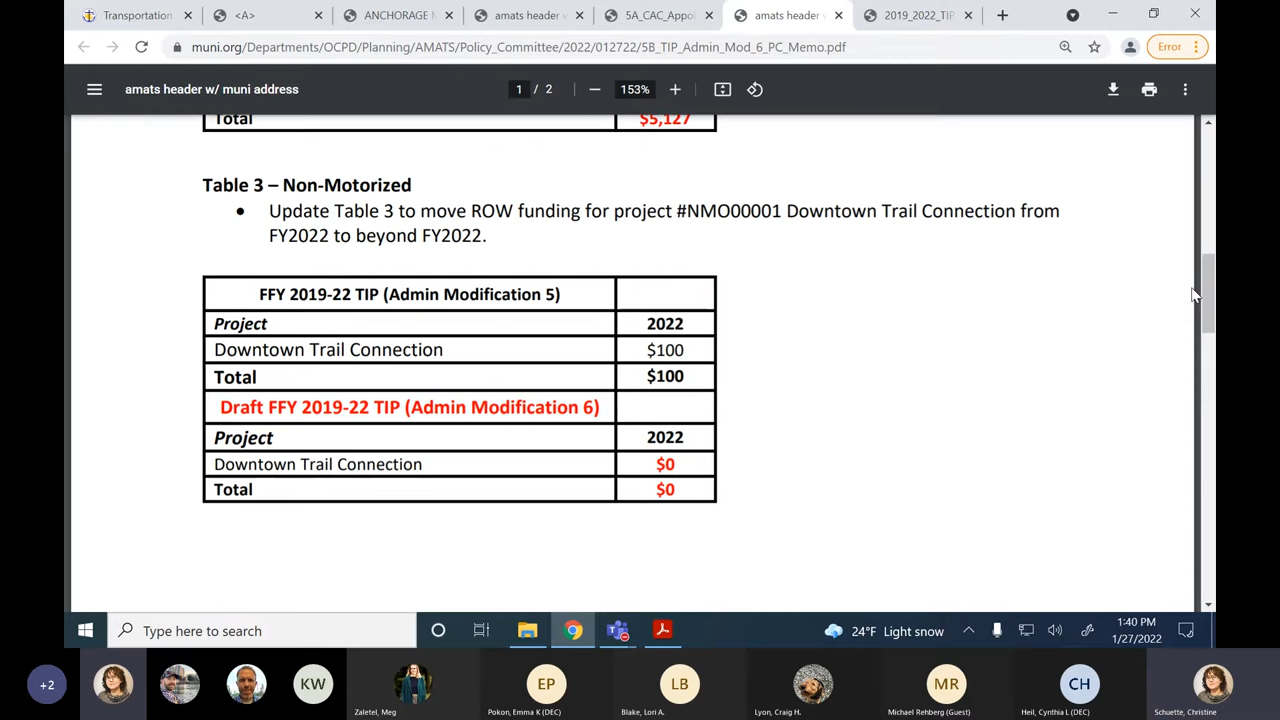 Transportation
<A>
ANCHORAGE M
amats header w
5A_CAC_Appoi
amats header w
2019_2022_TIP
muni.org/Departments/OCPD/Planning/AMATS/Policy_Committee/2022/012722/5B_TIP_Admin_Mod_6_PC_Memo.pdf
Error
amats header w/ muni address
1 / 2
153%
Total $5,127
Table 3 – Non-Motorized
• Update Table 3 to move ROW funding for project #NMO00001 Downtown Trail Connection from
FY2022 to beyond FY2022.
FFY 2019-22 TIP (Admin Modification 5)
Project 2022
Downtown Trail Connection $100
Total $100
Draft FFY 2019-22 TIP (Admin Modification 6)
Project 2022
Downtown Trail Connection $0
Total $0
Type here to search
24°F Light snow
1:40 PM
1/27/2022
+2
KW
Zaletel, Meg
EP
Pokon, Emma K (DEC)
LB
Blake, Lori A.
Lyon, Craig H.
MR
Michael Rehberg (Guest)
CH
Heil, Cynthia L (DEC)
Schuette, Christine